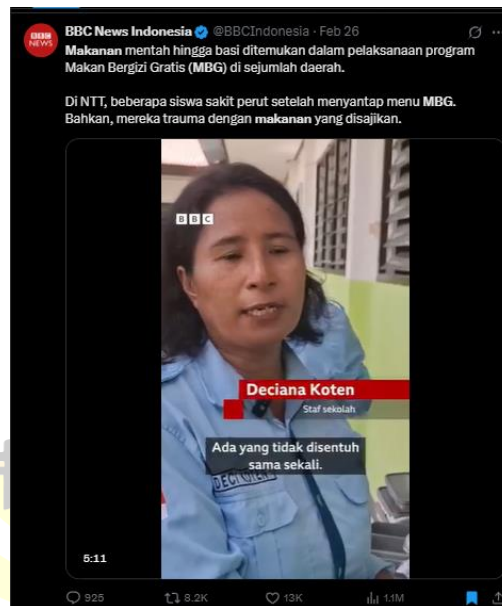 BBC
NEWS
BBC News Indonesia @BBCIndonesia · Feb 26
Makanan mentah hingga basi ditemukan dalam pelaksanaan program
Makan Bergizi Gratis (MBG) di sejumlah daerah.
Di NTT, beberapa siswa sakit perut setelah menyantap menu MBG.
Bahkan, mereka trauma dengan makanan yang disajikan.
BBC
Deciana Koten
Staf sekolah
Ada yang tidak disentuh
sama sekali.
5:11
925 8.2K 13K 1.1M